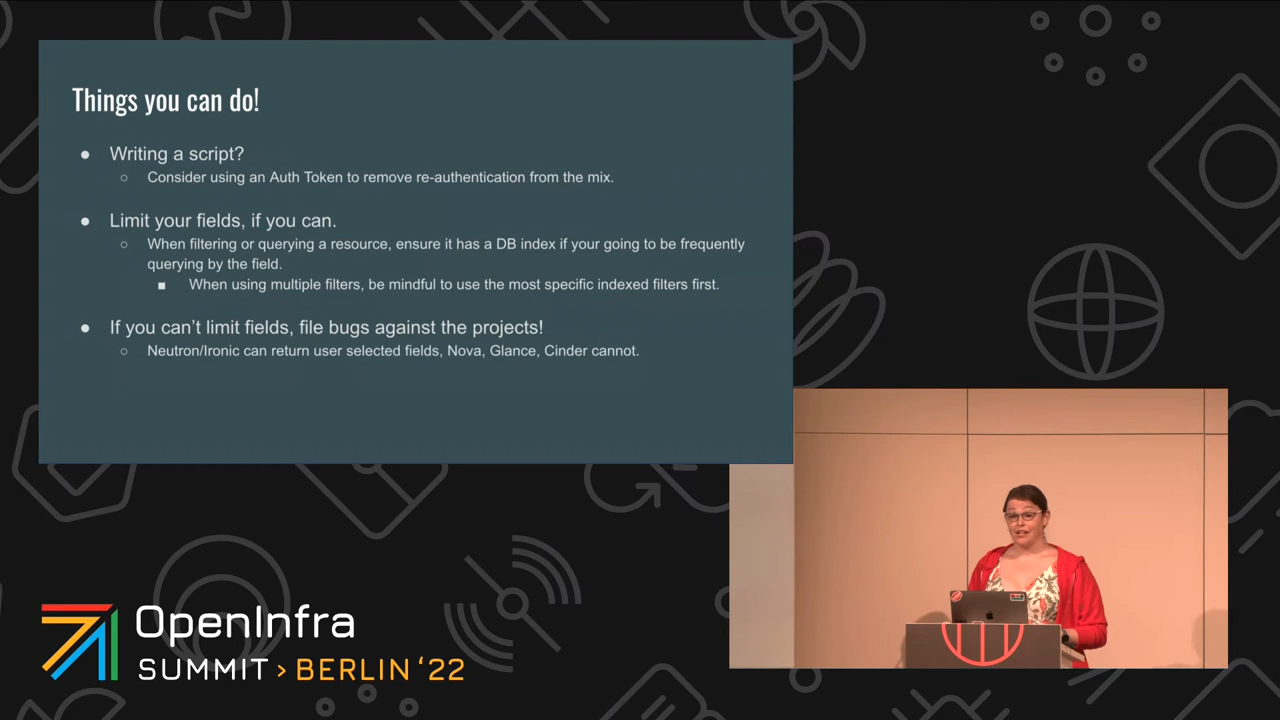 Things you can do!
● Writing a script?
○ Consider using an Auth Token to remove re-authentication from the mix.
● Limit your fields, if you can.
○ When filtering or querying a resource, ensure it has a DB index if your going to be frequently
querying by the field.
■ When using multiple filters, be mindful to use the most specific indexed filters first.
● If you can't limit fields, file bugs against the projects!
○ Neutron/Ironic can return user selected fields, Nova, Glance, Cinder cannot.
OpenInfra
SUMMIT > BERLIN ‘22